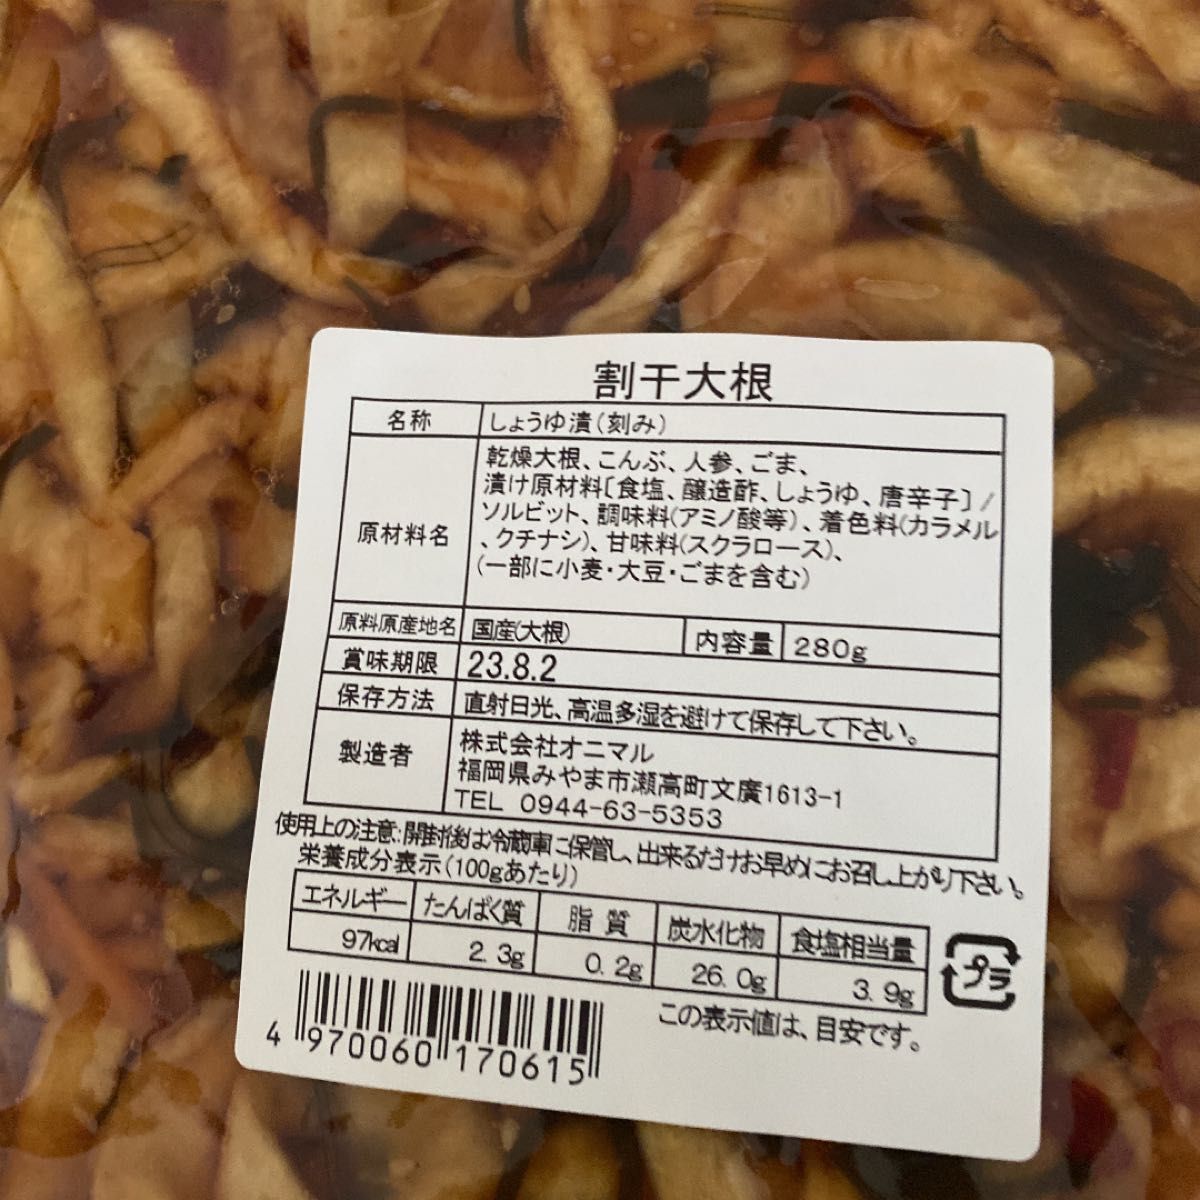 割干大根
名称 しょうゆ漬(刻み)
原材料名 乾燥大根、こんぶ、人参、ごま、
漬け原材料[食塩、醸造酢、しょうゆ、唐辛子]/
ソルビット、調味料(アミノ酸等)、着色料(カラメル
、クチナシ)、甘味料(スクラロース)、
(一部に小麦・大豆・ごまを含む)
原料原産地名 国産(大根) 内容量 280g
賞味期限 23.8.2
保存方法 直射日光、高温多湿を避けて保存して下さい。
製造者 株式会社オニマル
福岡県みやま市瀬高町文廣1613-1
TEL 0944-63-5353
使用上の注意:開封後は冷蔵庫に保管し、出来るだけお早めにお召し上がり下さい。
栄養成分表示(100gあたり)
エネルギー たんぱく質 脂質 炭水化物 食塩相当量
97kcal 2.3g 0.2g 26.0g 3.9g
プラ
この表示値は、目安です。
4 970060 170615